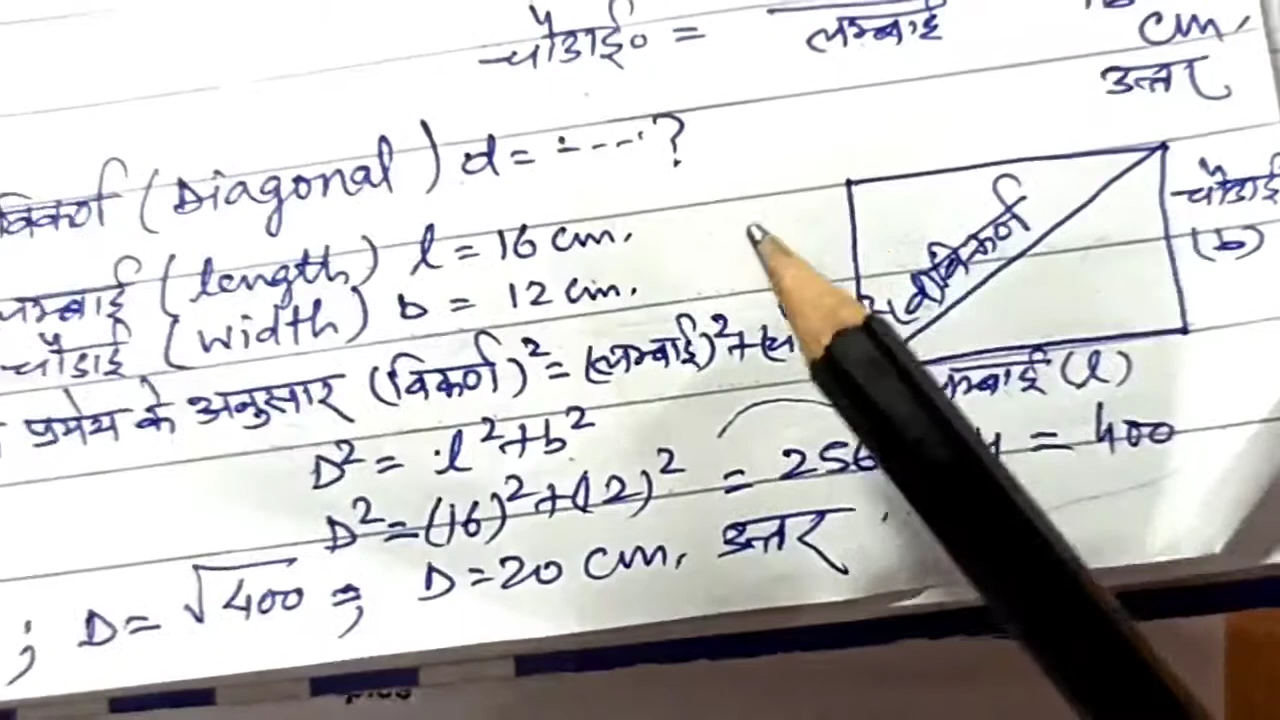 चौडाई० = लम्बाई cm.
उत्तर
विकर्ण (Diagonal) d = = ---- ?
लम्बाई (length) l = 16 cm.
चौडाई (width) b = 12 cm.
प्रमेय के अनुसार (विकर्ण)² = (लम्बाई)² +
D² = l² + b²
D² = (16)² + (12)² = 256 = 400
; D = √400 = ; D = 20 cm. उत्तर
विकर्ण
चौडाई
(b)
लम्बाई (l)